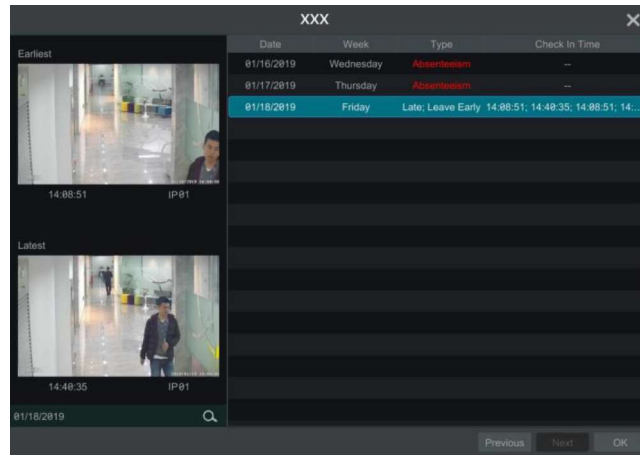 XXX
Earliest
14:08:51 IP01
Latest
14:40:35 IP01
01/18/2019
Date Week Type Check In Time
01/16/2019 Wednesday Absenteeism --
01/17/2019 Thursday Absenteeism --
01/18/2019 Friday Late; Leave Early 14:08:51; 14:40:35; 14:08:51; 14:...
Previous Next OK